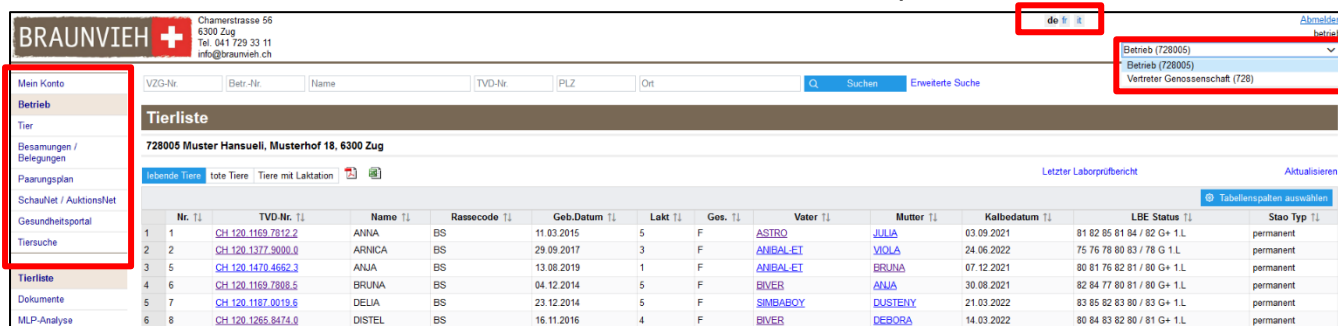 BRAUNVIEH
Chamerstrasse 56
6300 Zug
Tel. 041 729 33 11
info@braunvieh.ch
de fr it
Abmelden
betrieb
Betrieb (728005)
Betrieb (728005)
Vertreter Genossenschaft (728)
Mein Konto
Betrieb
Tier
Besamungen /
Belegungen
Paarungsplan
SchauNet / AuktionsNet
Gesundheitsportal
Tiersuche
Tierliste
Dokumente
MLP-Analyse
VZG-Nr. Betr.-Nr. Name TVD-Nr. PLZ Ort Suchen Erweiterte Suche
Tierliste
728005 Muster Hansueli, Musterhof 18, 6300 Zug
lebende Tiere tote Tiere Tiere mit Laktation Letzter Laborprüfbericht Aktualisieren
Tabellenspalten auswählen
Nr. TVD-Nr. Name Rassecode Geb.Datum Lakt Ges. Vater Mutter Kalbedatum LBE Status Stao Typ
1 1 CH 120.1169.7812.2 ANNA BS 11.03.2015 5 F ASTRO JULIA 03.09.2021 81 82 85 81 84 / 82 G+ 1.L permanent
2 2 CH 120.1377.9000.0 ARNICA BS 29.09.2017 3 F ANIBAL-ET VIOLA 24.06.2022 75 76 78 80 83 / 78 G 1.L permanent
3 5 CH 120.1470.4662.3 ANJA BS 13.08.2019 1 F ANIBAL-ET BRUNA 07.12.2021 80 81 76 82 81 / 80 G+ 1.L permanent
4 6 CH 120.1169.7808.5 BRUNA BS 04.12.2014 5 F BIVER ANJA 30.08.2021 82 84 77 80 81 / 80 G+ 1.L permanent
5 7 CH 120.1187.0019.6 DELIA BS 23.12.2014 5 F SIMBABOY DUSTENY 21.03.2022 83 85 82 83 80 / 83 G+ 1.L permanent
6 8 CH 120.1265.8474.0 DISTEL BS 16.11.2016 4 F BIVER DEBORA 14.03.2022 80 84 83 82 80 / 81 G+ 1.L permanent